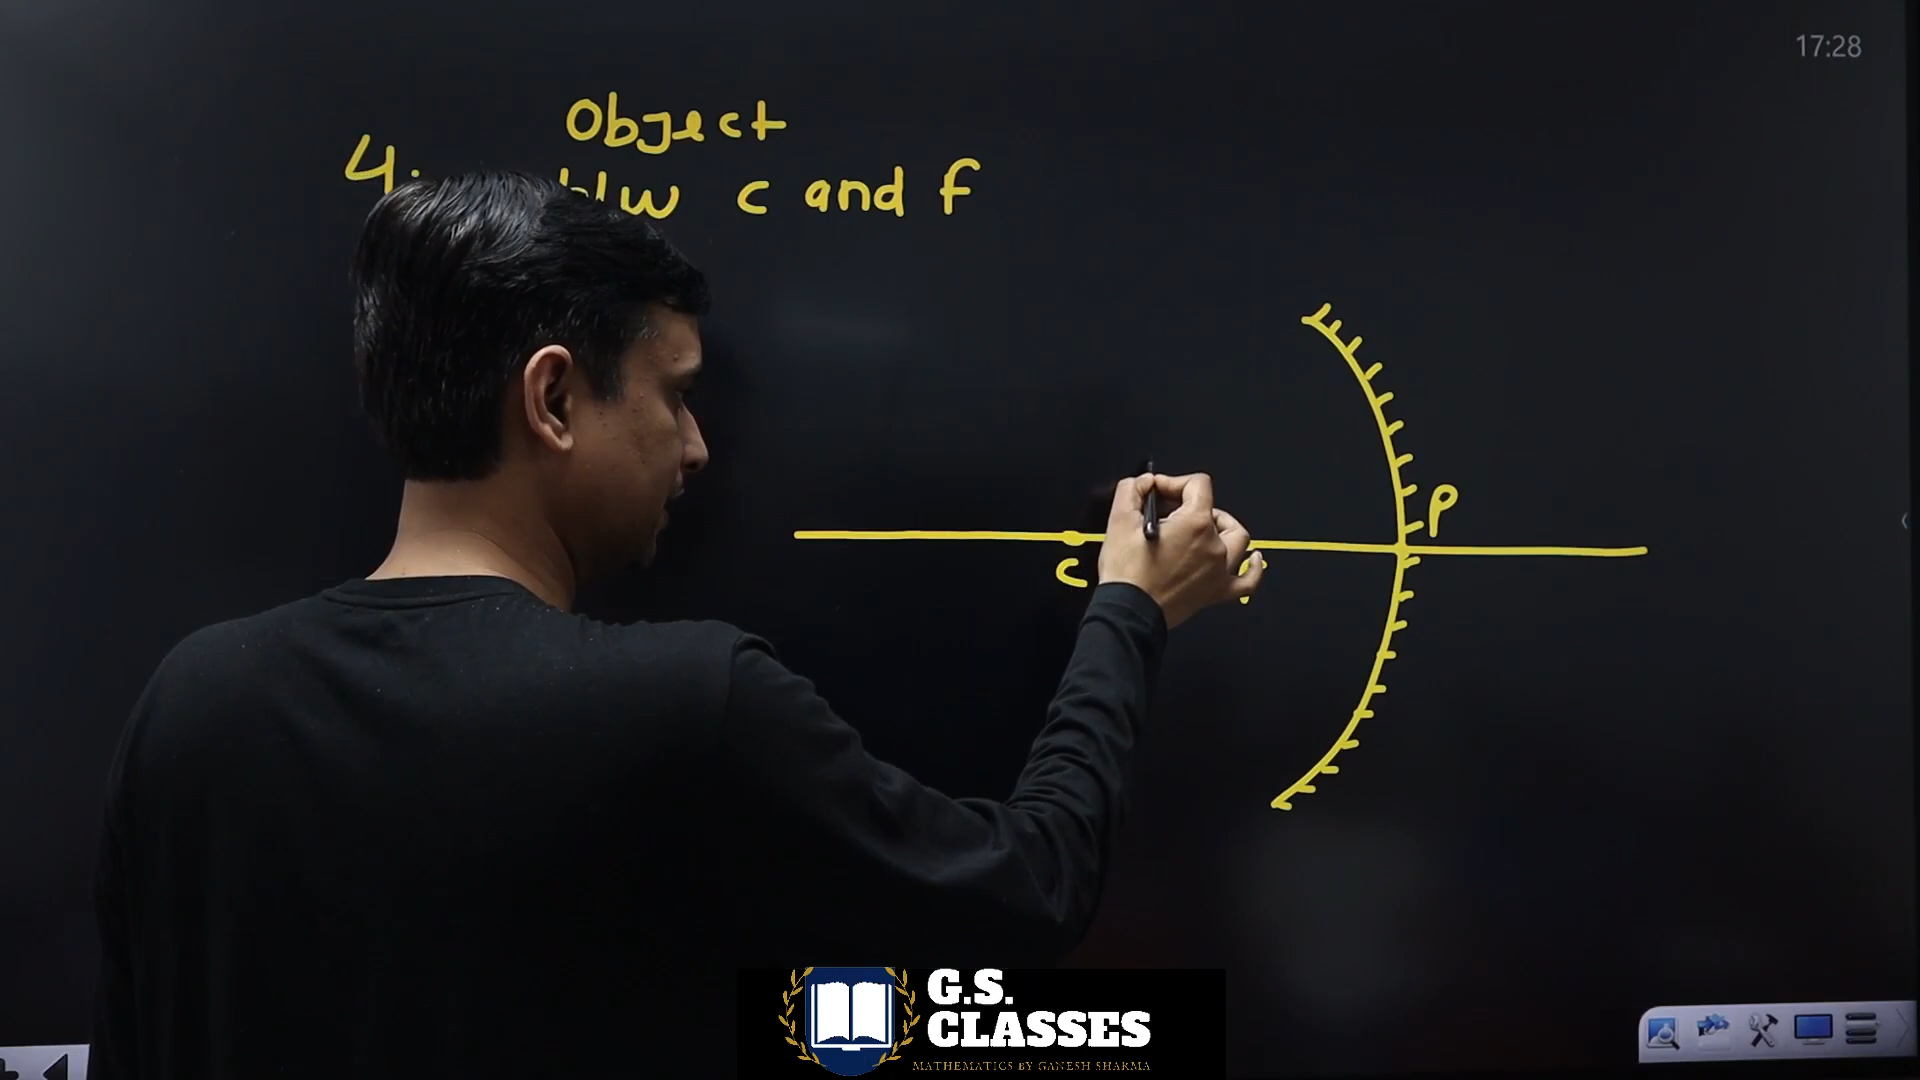 17:28
Object
4. b/w c and f
P
C
G.S.
CLASSES
MATHEMATICS BY GANESH SHARMA